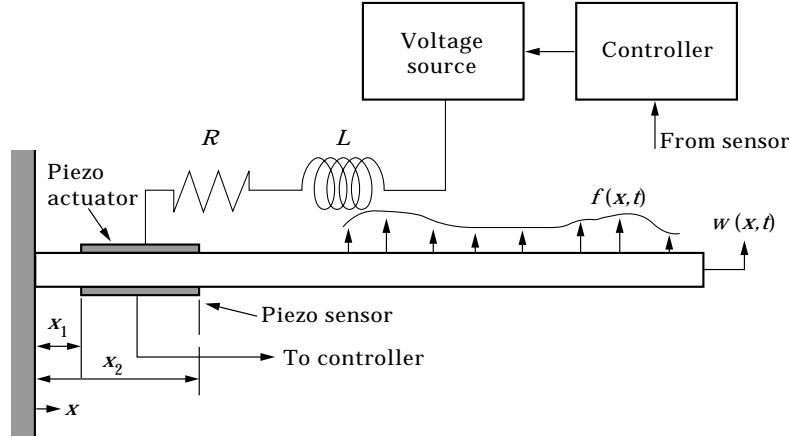 Voltage
source
Controller
From sensor
R
L
Piezo
actuator
f (x, t)
w (x, t)
Piezo sensor
x1
x2
To controller
x